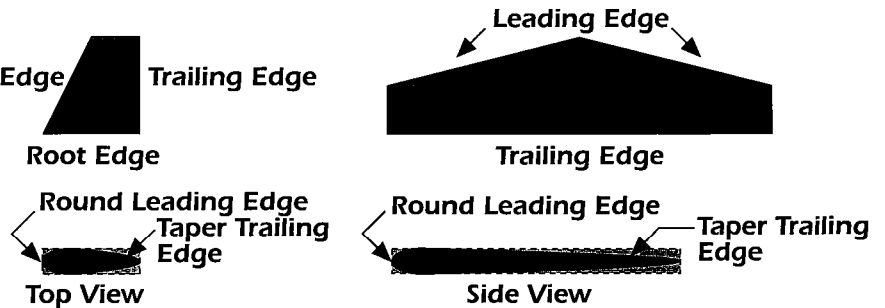 Leading Edge
Edge
Trailing Edge
Root Edge
Trailing Edge
Round Leading Edge
Taper Trailing
Edge
Top View
Round Leading Edge
Taper Trailing
Edge
Side View